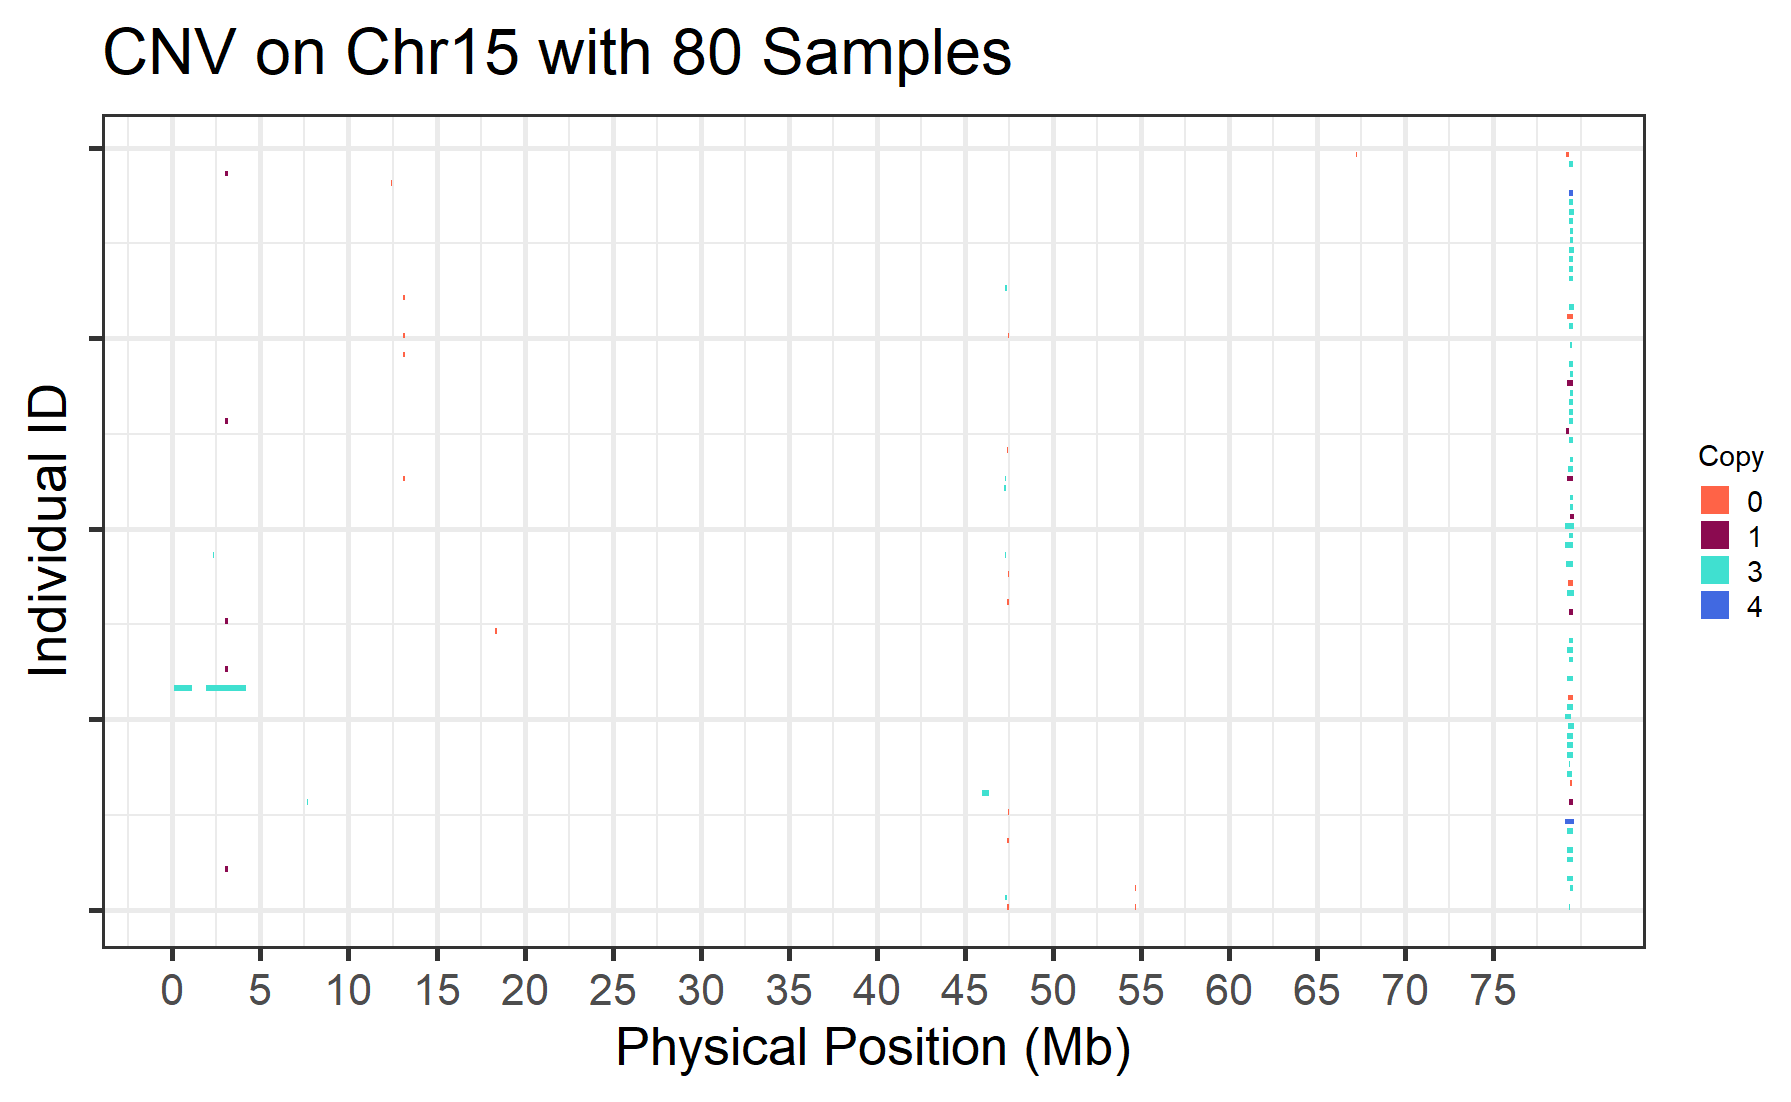 CNV on Chr15 with 80 Samples
Individual ID
Copy
0
1
3
4
0 5 10 15 20 25 30 35 40 45 50 55 60 65 70 75
Physical Position (Mb)